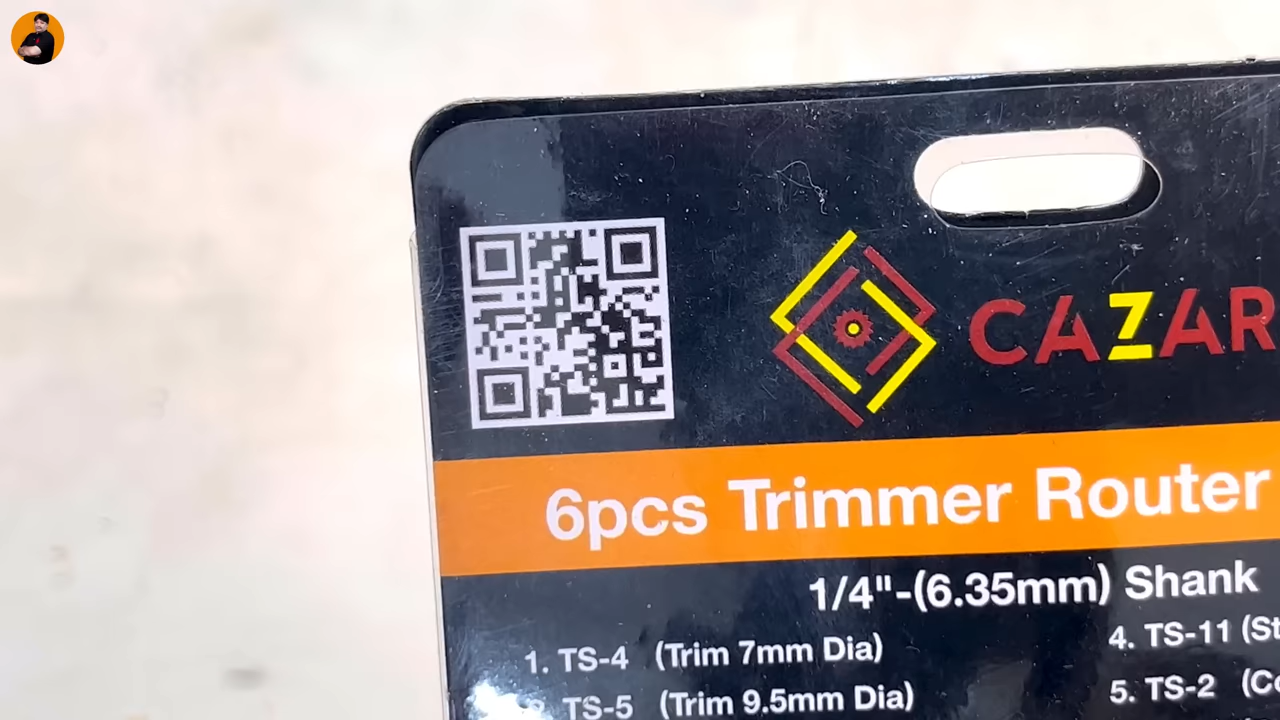 CAZAR
6pcs Trimmer Router
1/4"-(6.35mm) Shank
1. TS-4 (Trim 7mm Dia)
4. TS-11
TS-5 (Trim 9.5mm Dia)
5. TS-2